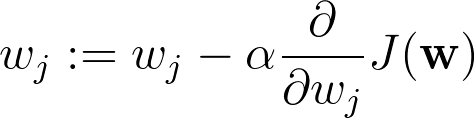 w_j := w_j − α ∂/∂w_j J(𝐰)